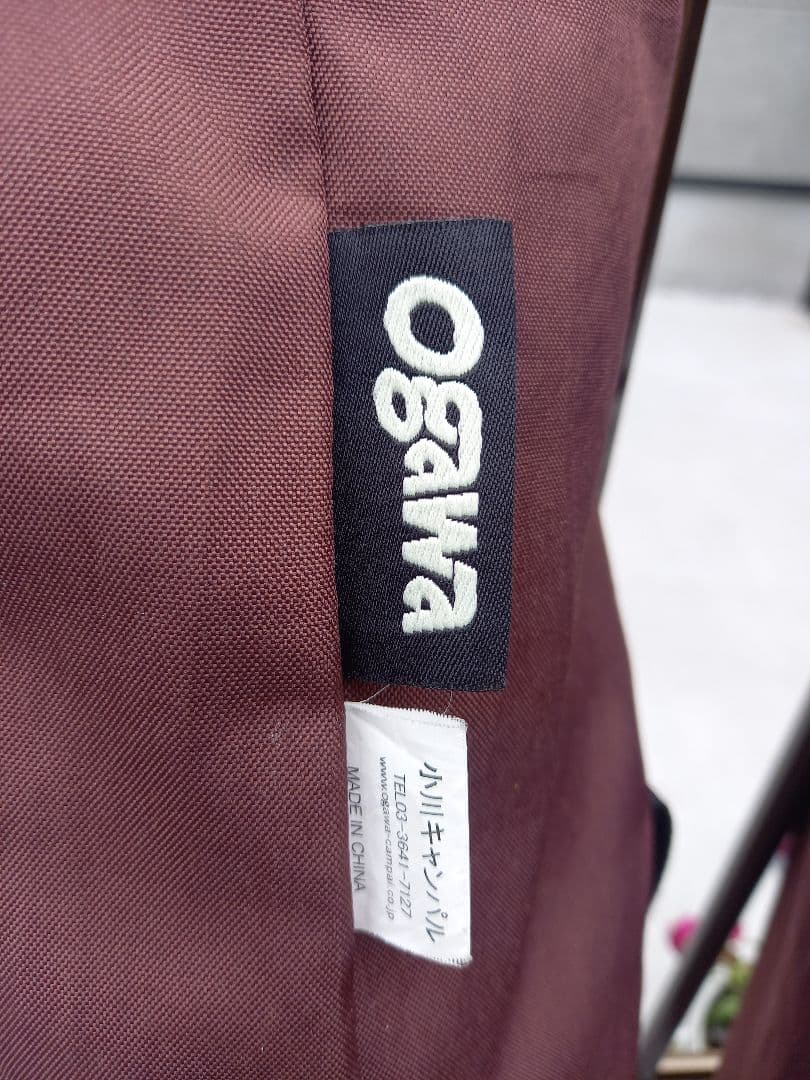 Ogawa
小川キャンパル
TEL03-3641-7127
www.ogawa-campal.co.jp
MADE IN CHINA